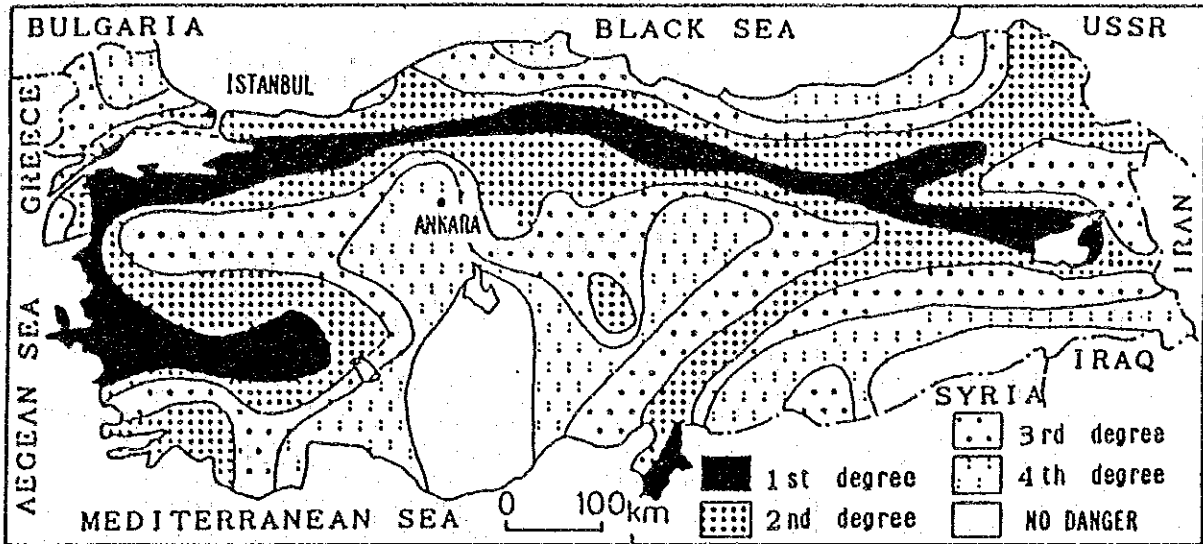 BULGARIA
BLACK SEA
USSR
ISTANBUL
GREECE
ANKARA
IRAN
AEGEAN SEA
IRAQ
SYRIA
3rd degree
1st degree
4th degree
0 100km
2nd degree
NO DANGER
MEDITERRANEAN SEA